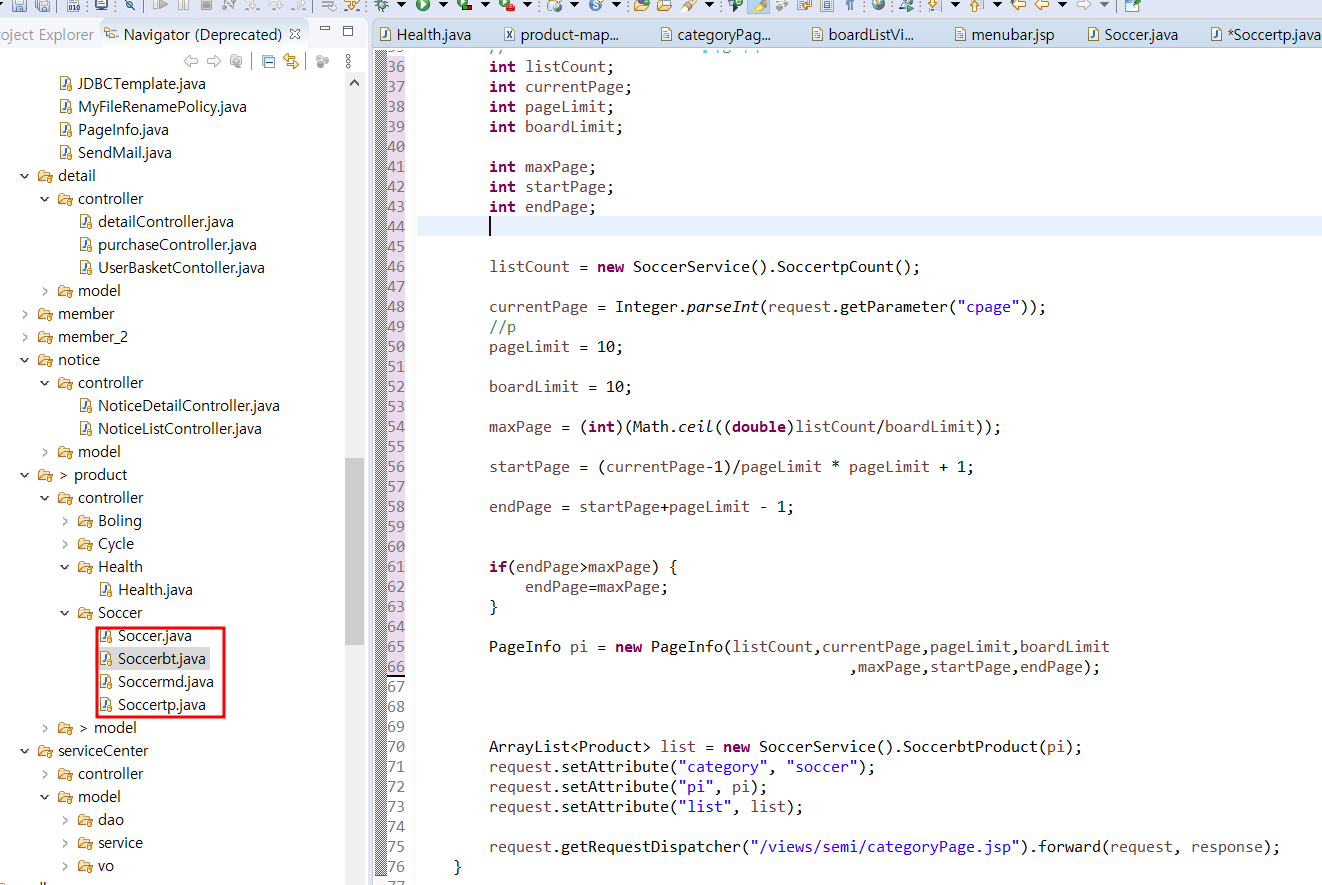 roject Explorer
Navigator (Deprecated)
JDBCTemplate.java
MyFileRenamePolicy.java
PageInfo.java
SendMail.java
detail
controller
detailController.java
purchaseController.java
UserBasketContoller.java
model
member
member_2
notice
controller
NoticeDetailController.java
NoticeListController.java
model
> product
controller
Boling
Cycle
Health
Health.java
Soccer
Soccer.java
Soccerbt.java
Soccermd.java
Soccertp.java
> model
serviceCenter
controller
model
dao
service
vo
Health.java
product-map...
categoryPag...
boardListVi...
menubar.jsp
Soccer.java
*Soccertp.java
36 int listCount;
37 int currentPage;
38 int pageLimit;
39 int boardLimit;
40
41 int maxPage;
42 int startPage;
43 int endPage;
44
45
46 listCount = new SoccerService().SoccertpCount();
47
48 currentPage = Integer.parseInt(request.getParameter("cpage"));
49 //p
50 pageLimit = 10;
51
52 boardLimit = 10;
53
54 maxPage = (int)(Math.ceil((double)listCount/boardLimit));
55
56 startPage = (currentPage-1)/pageLimit * pageLimit + 1;
57
58 endPage = startPage+pageLimit - 1;
59
60
61 if(endPage>maxPage) {
62 endPage=maxPage;
63 }
64
65 PageInfo pi = new PageInfo(listCount,currentPage,pageLimit,boardLimit
66 ,maxPage,startPage,endPage);
67
68
69
70 ArrayList<Product> list = new SoccerService().SoccerbtProduct(pi);
71 request.setAttribute("category", "soccer");
72 request.setAttribute("pi", pi);
73 request.setAttribute("list", list);
74
75 request.getRequestDispatcher("/views/semi/categoryPage.jsp").forward(request, response);
76 }